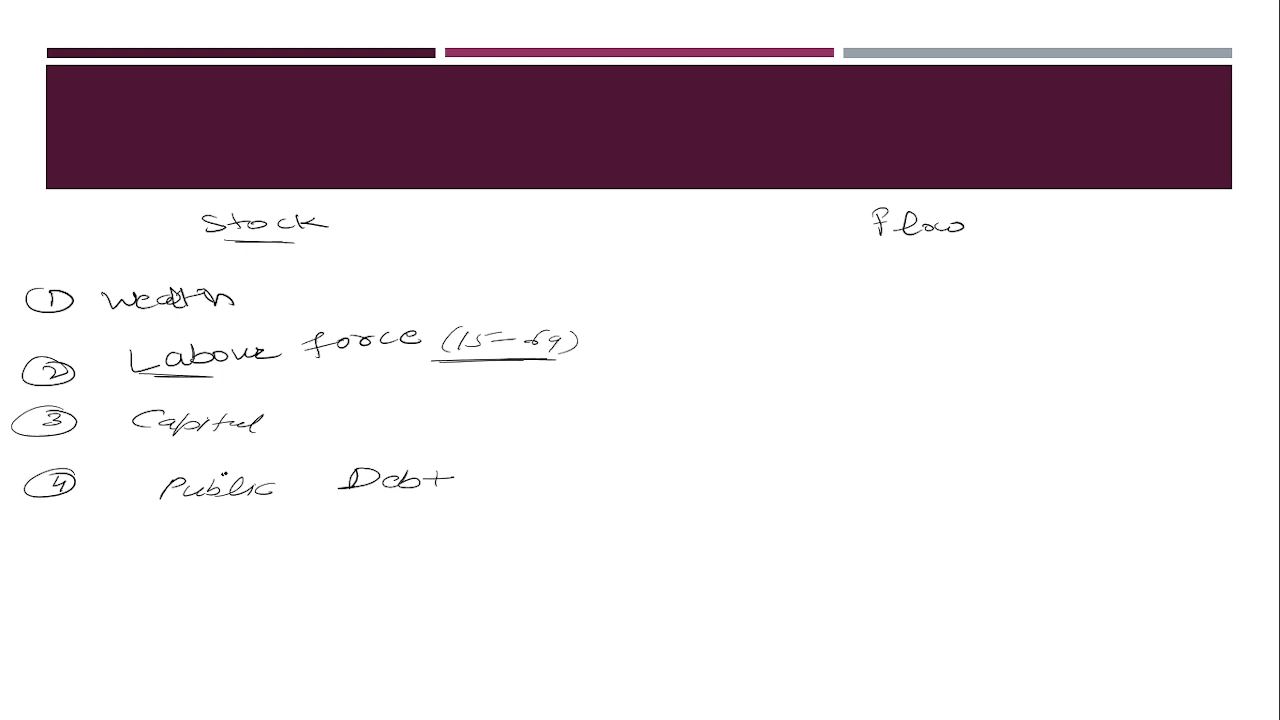 Stock Flow
① Wealth
② Labour force (15-69)
③ Capital
④ Public Debt